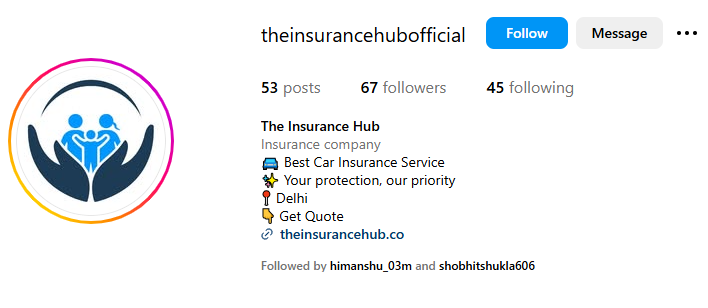 theinsurancehubofficial Follow Message
53 posts 67 followers 45 following
The Insurance Hub
Insurance company
🚘 Best Car Insurance Service
✨ Your protection, our priority
📍 Delhi
👇 Get Quote
theinsurancehub.co
Followed by himanshu_03m and shobhitshukla606